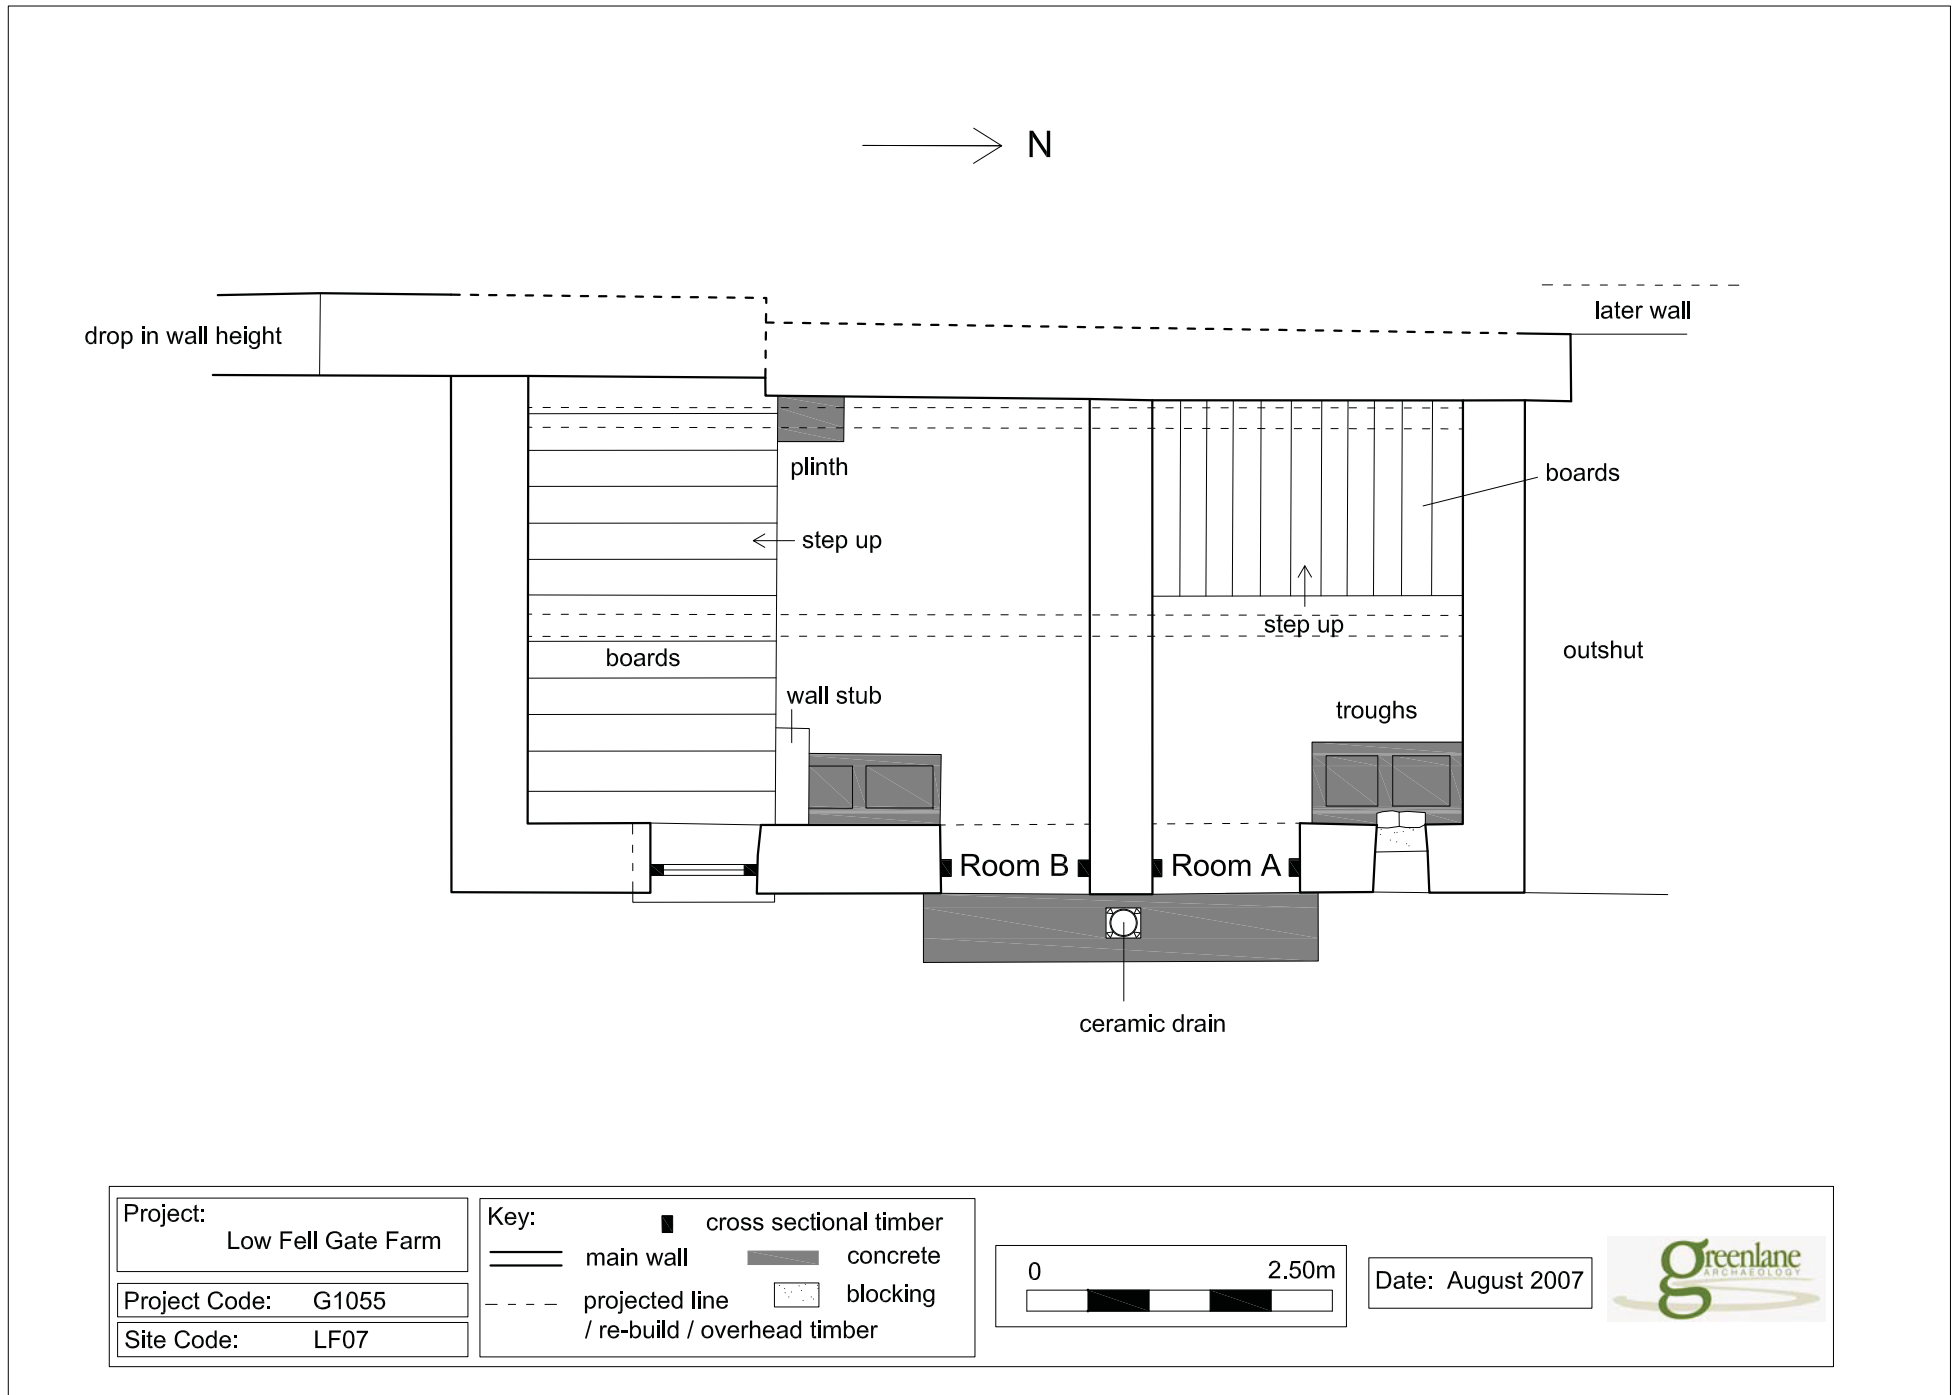 N
later wall
drop in wall height
plinth
boards
step up
step up
boards
outshut
wall stub
troughs
Room B
Room A
ceramic drain
Project:
Low Fell Gate Farm
Project Code: G1055
Site Code: LF07
Key:
cross sectional timber
main wall
concrete
projected line
/ re-build / overhead timber
blocking
0 2.50m
Date: August 2007
greenlane
ARCHAEOLOGY